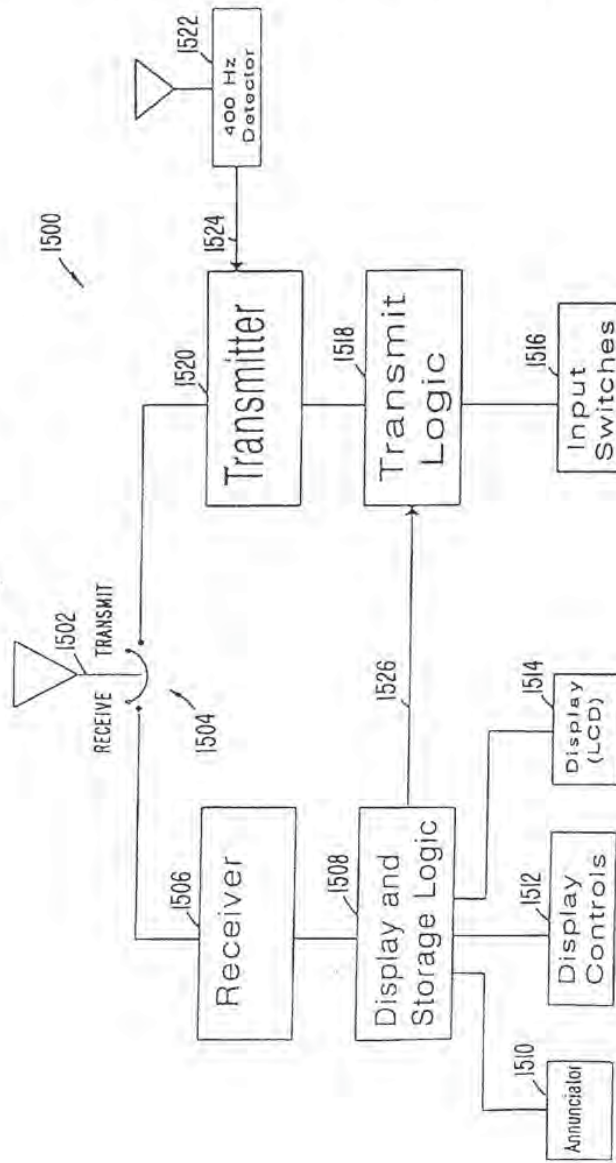 1500
1502
RECEIVE
TRANSMIT
1504
1506
Receiver
1520
Transmitter
1524
1522
400 Hz
Detector
1508
Display and
Storage Logic
1526
1518
Transmit
Logic
1510
Annunciator
1512
Display
Controls
1514
Display
(LCD)
1516
Input
Switches